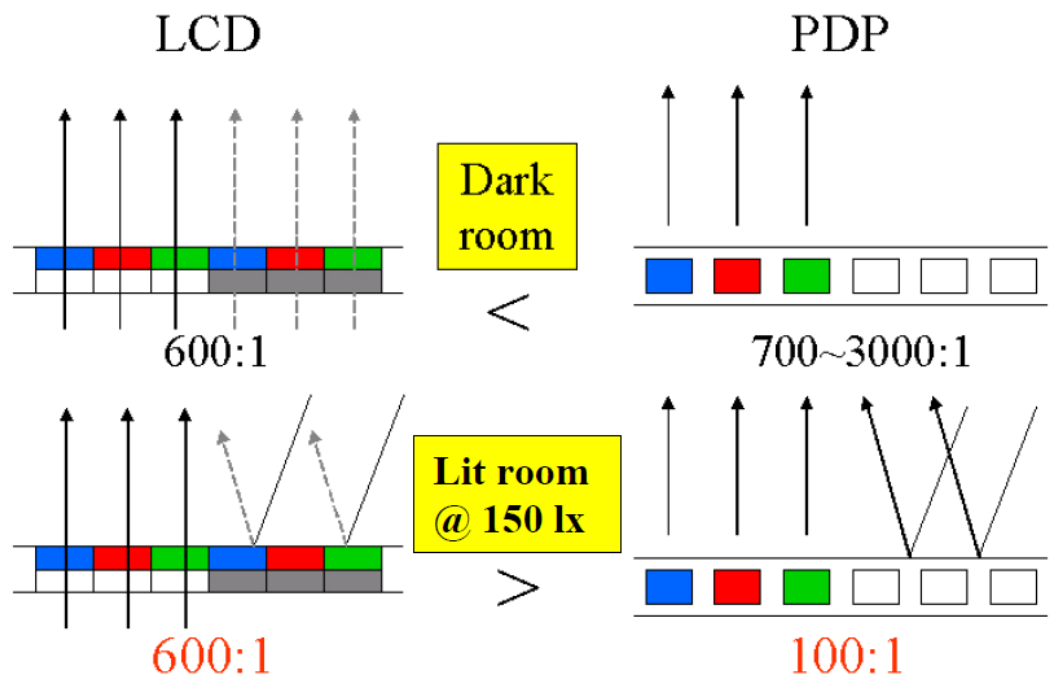 LCD
PDP
Dark
room
<
600:1
700~3000:1
Lit room
@ 150 lx
>
600:1
100:1